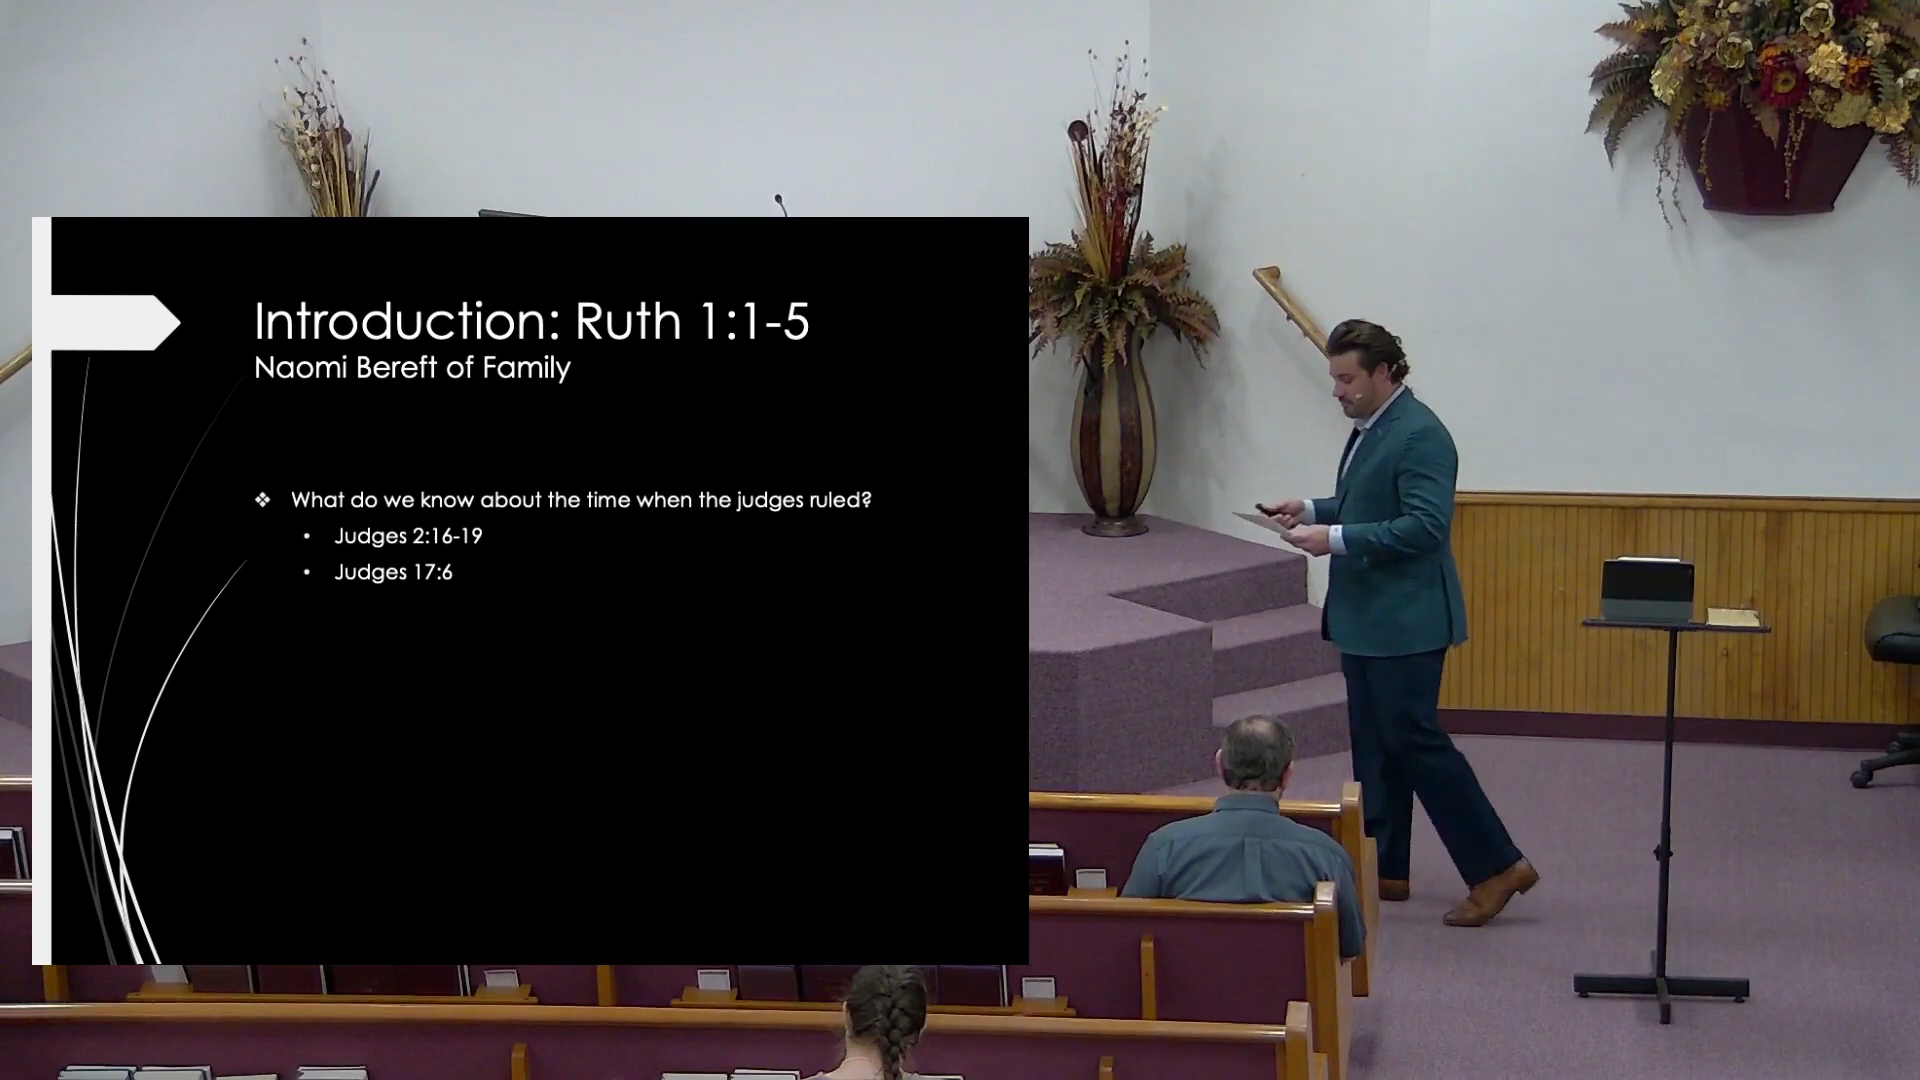 Introduction: Ruth 1:1-5
Naomi Bereft of Family
❖ What do we know about the time when the judges ruled?
• Judges 2:16-19
• Judges 17:6